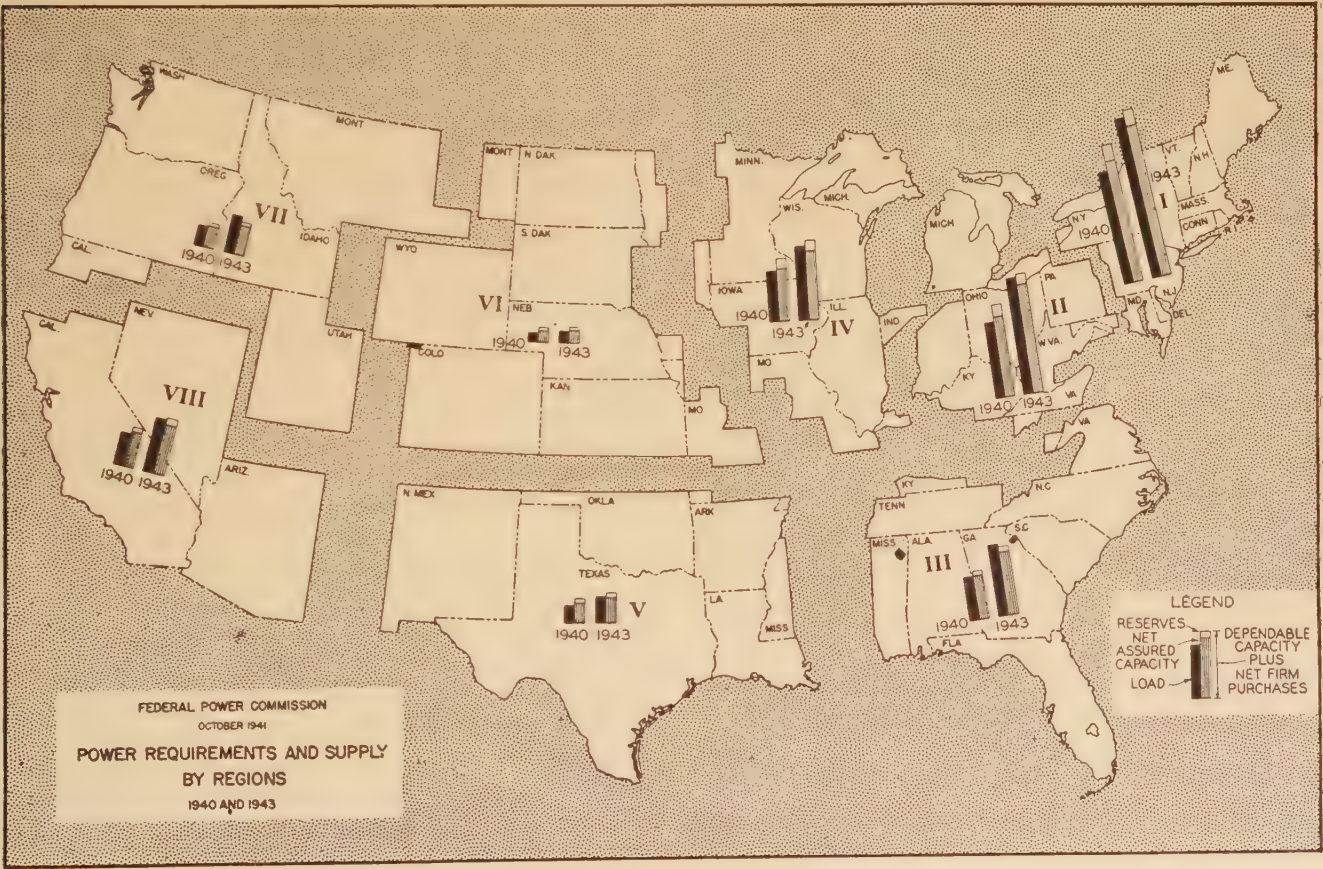 WASH
MONT
OREG
VII
IDAHO
CAL.
1940
1943
MONT
N DAK
S. DAK
WYO
VI
NEB
1940
1943
COLO
KAN
MO
UTAH
NEV.
CAL.
VIII
1940
1943
ARIZ.
MINN.
WIS.
MICH.
IOWA
1940
1943
ILL.
IV
MO
MICH
OHIO
IND
PA
II
W VA.
KY
1940
1943
VA
ME.
VT.
N H
1943
I
MASS.
CONN
R I
N Y
1940
MD
N.J.
DEL.
N. MEX
OKLA
ARK
TEXAS
LA
MISS
1940
1943
V
VA
KY
N.C
TENN
S.C
MISS
ALA.
GA
III
1940
1943
FLA
LEGEND
RESERVES
NET
ASSURED
CAPACITY
LOAD
DEPENDABLE
CAPACITY
PLUS
NET FIRM
PURCHASES
FEDERAL POWER COMMISSION
OCTOBER 1941
POWER REQUIREMENTS AND SUPPLY
BY REGIONS
1940 AND 1943